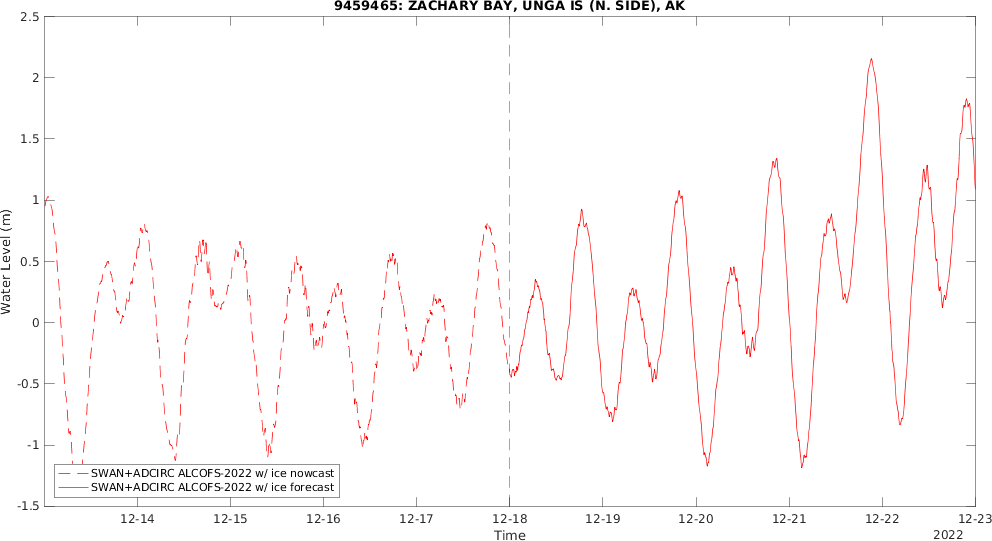 9459465: ZACHARY BAY, UNGA IS (N. SIDE), AK
2.5
2
1.5
1
0.5
0
-0.5
-1
-1.5
Water Level (m)
SWAN+ADCIRC ALCOFS-2022 w/ ice nowcast
SWAN+ADCIRC ALCOFS-2022 w/ ice forecast
12-14 12-15 12-16 12-17 12-18 12-19 12-20 12-21 12-22 12-23
Time
2022